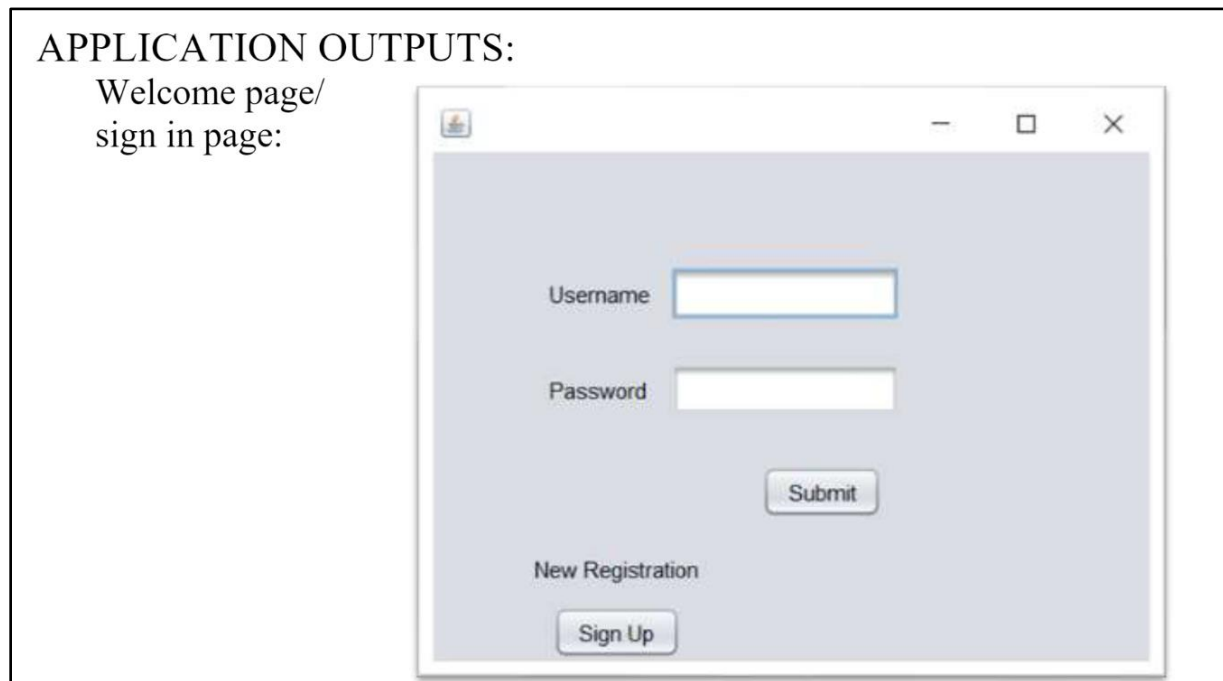 APPLICATION OUTPUTS:
Welcome page/
sign in page:
Username
Password
Submit
New Registration
Sign Up